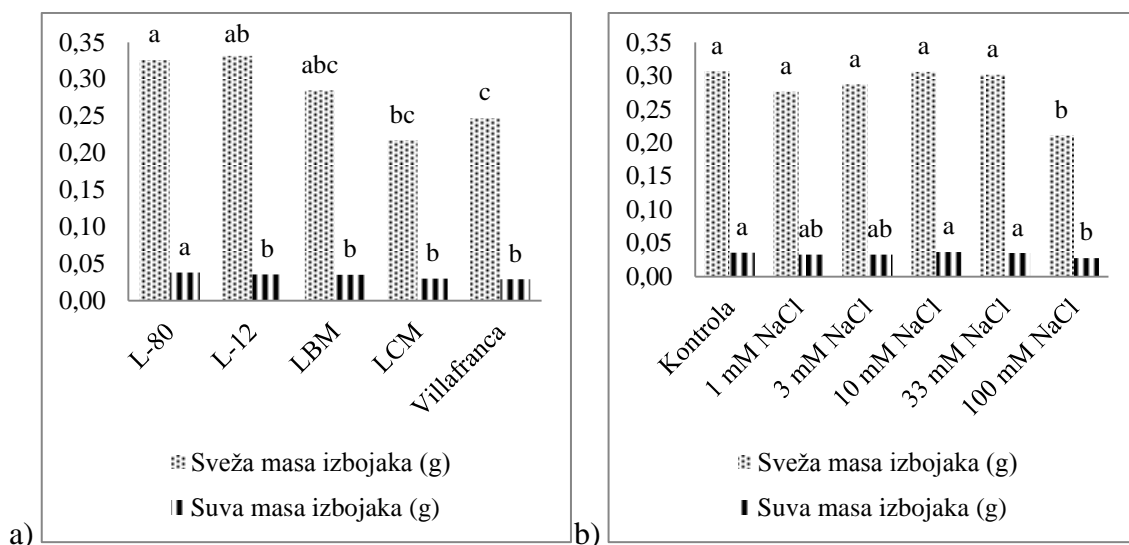 0,35
0,30
0,25
0,20
0,15
0,10
0,05
0,00
a
ab
abc
bc
c
a
b
b
b
b
L-80
L-12
LBM
LCM
Villafranca
Sveža masa izbojaka (g)
Suva masa izbojaka (g)
a)
0,35
0,30
0,25
0,20
0,15
0,10
0,05
0,00
a
a
a
a
a
b
a
ab
ab
a
a
b
Kontrola
1 mM NaCl
3 mM NaCl
10 mM NaCl
33 mM NaCl
100 mM NaCl
Sveža masa izbojaka (g)
Suva masa izbojaka (g)
b)